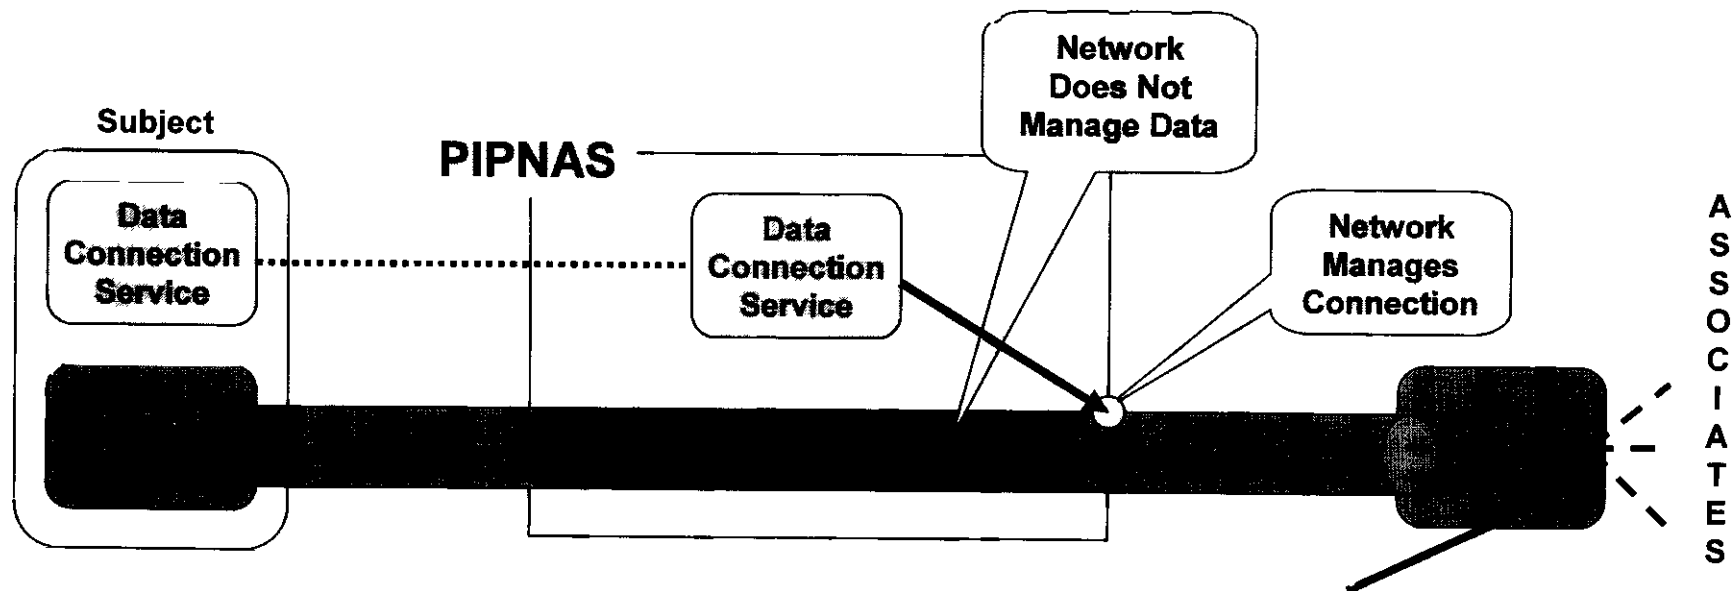 Network
Does Not
Manage Data
Subject
PIPNAS
Data
Connection
Service
Data
Connection
Service
Network
Manages
Connection
A
S
S
O
C
I
A
T
E
S